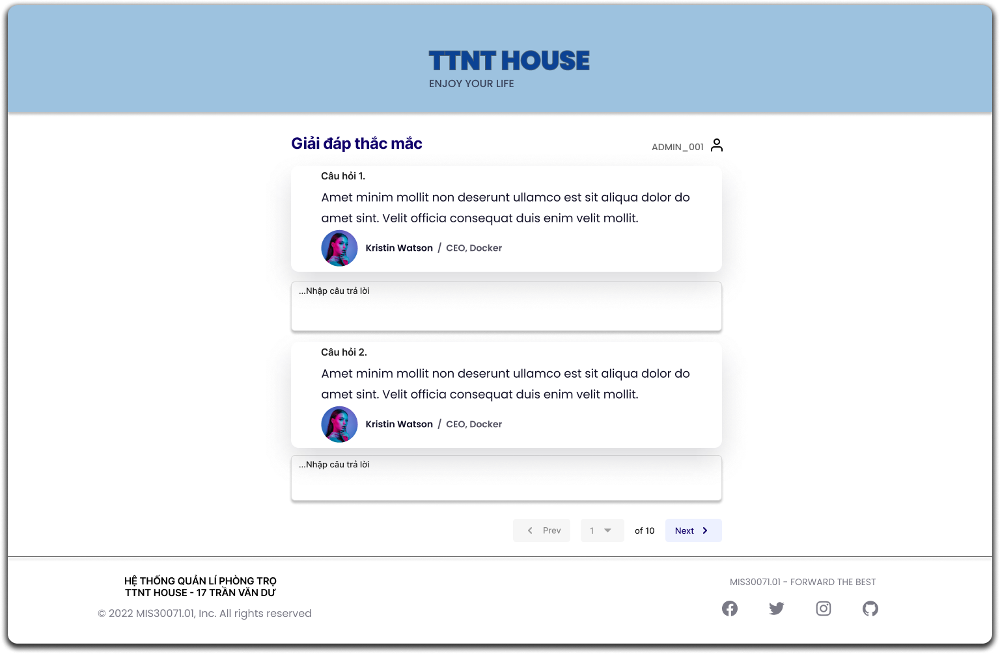 TTNT HOUSE
ENJOY YOUR LIFE
Giải đáp thắc mắc
ADMIN_001
Câu hỏi 1.
Amet minim mollit non deserunt ullamco est sit aliqua dolor do
amet sint. Velit officia consequat duis enim velit mollit.
Kristin Watson / CEO, Docker
...Nhập câu trả lời
Câu hỏi 2.
Amet minim mollit non deserunt ullamco est sit aliqua dolor do
amet sint. Velit officia consequat duis enim velit mollit.
Kristin Watson / CEO, Docker
...Nhập câu trả lời
Prev 1 of 10 Next
HỆ THỐNG QUẢN LÍ PHÒNG TRỌ
TTNT HOUSE - 17 TRẦN VĂN DƯ
© 2022 MIS30071.01, Inc. All rights reserved
MIS30071.01 - FORWARD THE BEST